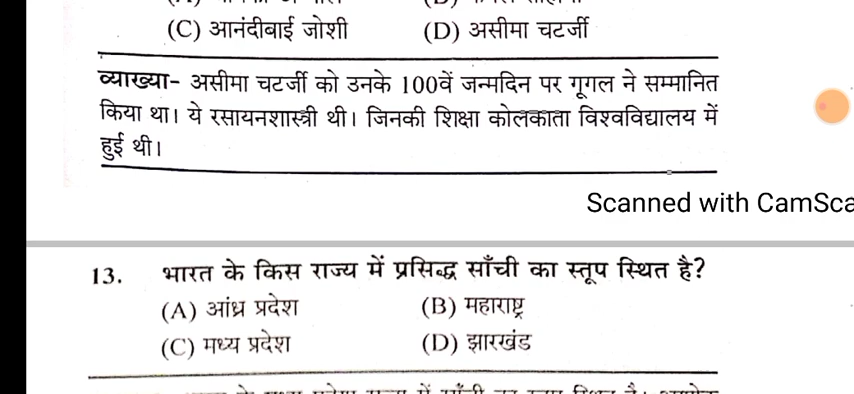 (C) आनंदीबाई जोशी (D) असीमा चटर्जी
व्याख्या- असीमा चटर्जी को उनके 100वें जन्मदिन पर गूगल ने सम्मानित
किया था। ये रसायनशास्त्री थी। जिनकी शिक्षा कोलकाता विश्वविद्यालय में
हुई थी।
Scanned with CamSca
13. भारत के किस राज्य में प्रसिद्ध साँची का स्तूप स्थित है?
(A) आंध्र प्रदेश (B) महाराष्ट्र
(C) मध्य प्रदेश (D) झारखंड